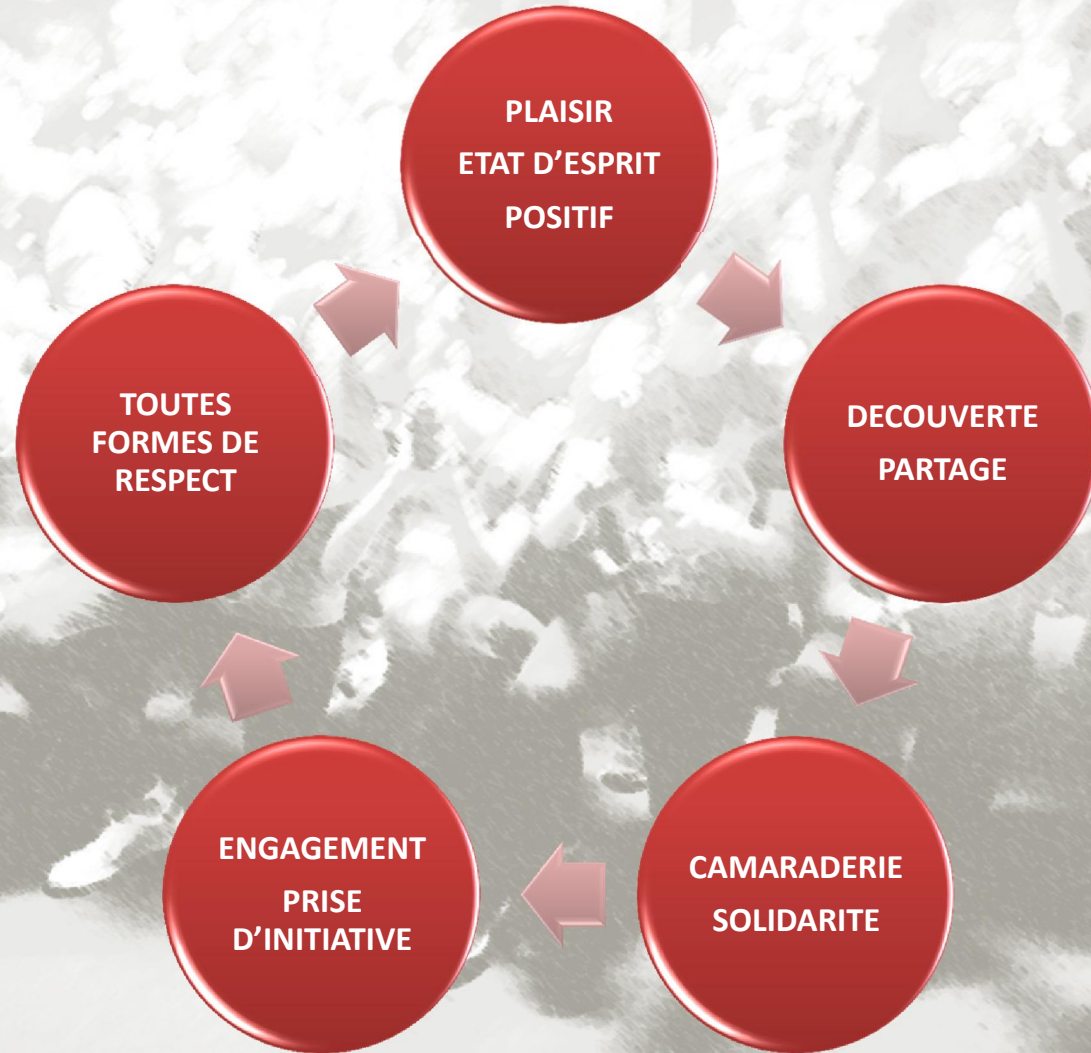 PLAISIR
ETAT D’ESPRIT
POSITIF
DECOUVERTE
PARTAGE
CAMARADERIE
SOLIDARITE
ENGAGEMENT
PRISE
D’INITIATIVE
TOUTES
FORMES DE
RESPECT